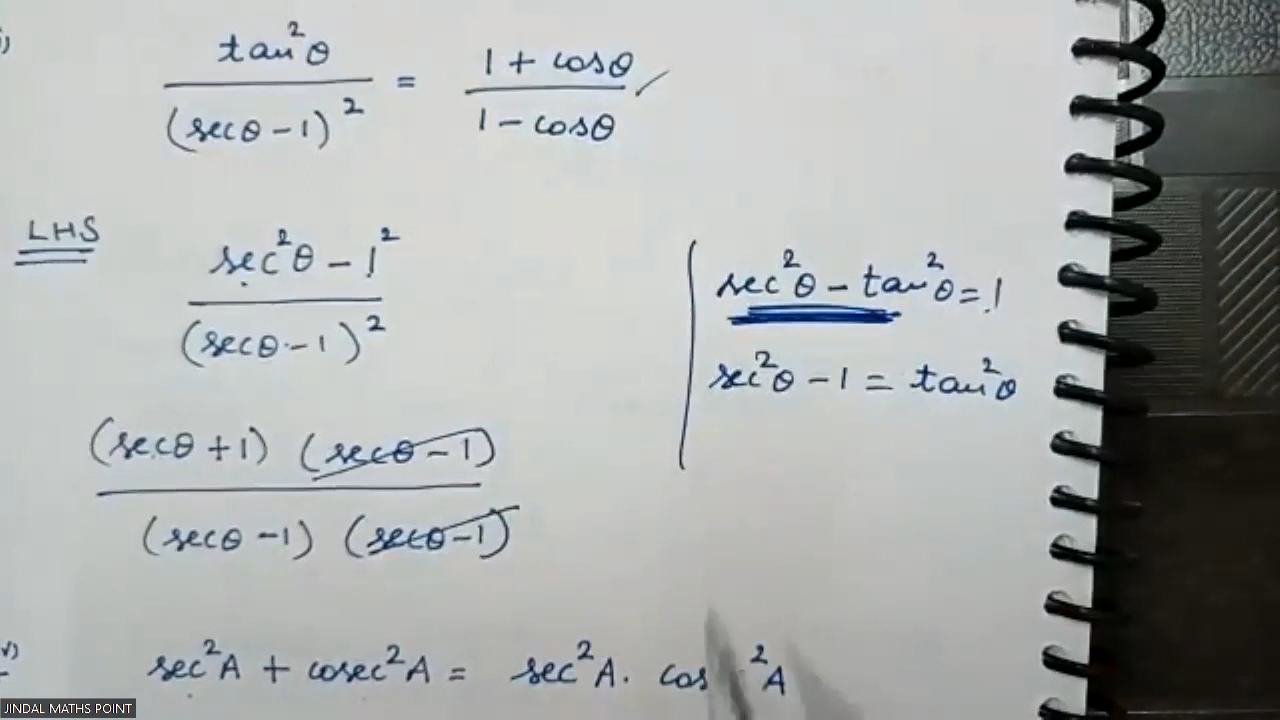 i)
tan²θ / (secθ - 1)² = (1 + cosθ) / (1 - cosθ)
LHS
(sec²θ - 1²) / (secθ - 1)²
sec²θ - tan²θ = 1
sec²θ - 1 = tan²θ
(secθ + 1) (secθ - 1) / (secθ - 1) (secθ - 1)
v)
sec²A + cosec²A = sec²A . ²A
JINDAL MATHS POINT